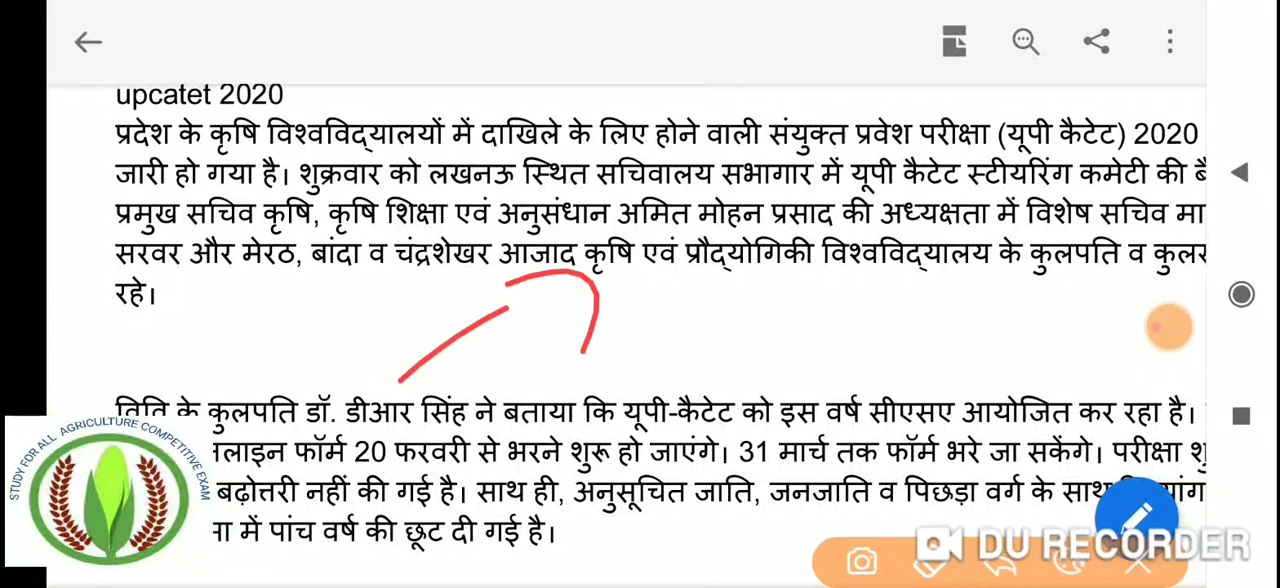 upcatet 2020
प्रदेश के कृषि विश्वविद्यालयों में दाखिले के लिए होने वाली संयुक्त प्रवेश परीक्षा (यूपी कैटेट) 2020
जारी हो गया है। शुक्रवार को लखनऊ स्थित सचिवालय सभागार में यूपी कैटेट स्टीयरिंग कमेटी की
प्रमुख सचिव कृषि, कृषि शिक्षा एवं अनुसंधान अमित मोहन प्रसाद की अध्यक्षता में विशेष सचिव
सरवर और मेरठ, बांदा व चंद्रशेखर आजाद कृषि एवं प्रौद्योगिकी विश्वविद्यालय के कुलपति व
रहे।
विवि के कुलपति डॉ. डीआर सिंह ने बताया कि यूपी-कैटेट को इस वर्ष सीएसए आयोजित कर रहा है।
फॉर्म 20 फरवरी से भरने शुरू हो जाएंगे। 31 मार्च तक फॉर्म भरे जा सकेंगे। परीक्षा
बढ़ोत्तरी नहीं की गई है। साथ ही, अनुसूचित जाति, जनजाति व पिछड़ा वर्ग के साथ
में पांच वर्ष की छूट दी गई है।
STUDY FOR ALL AGRICULTURE COMPETITIVE EXAM
DU RECORDER